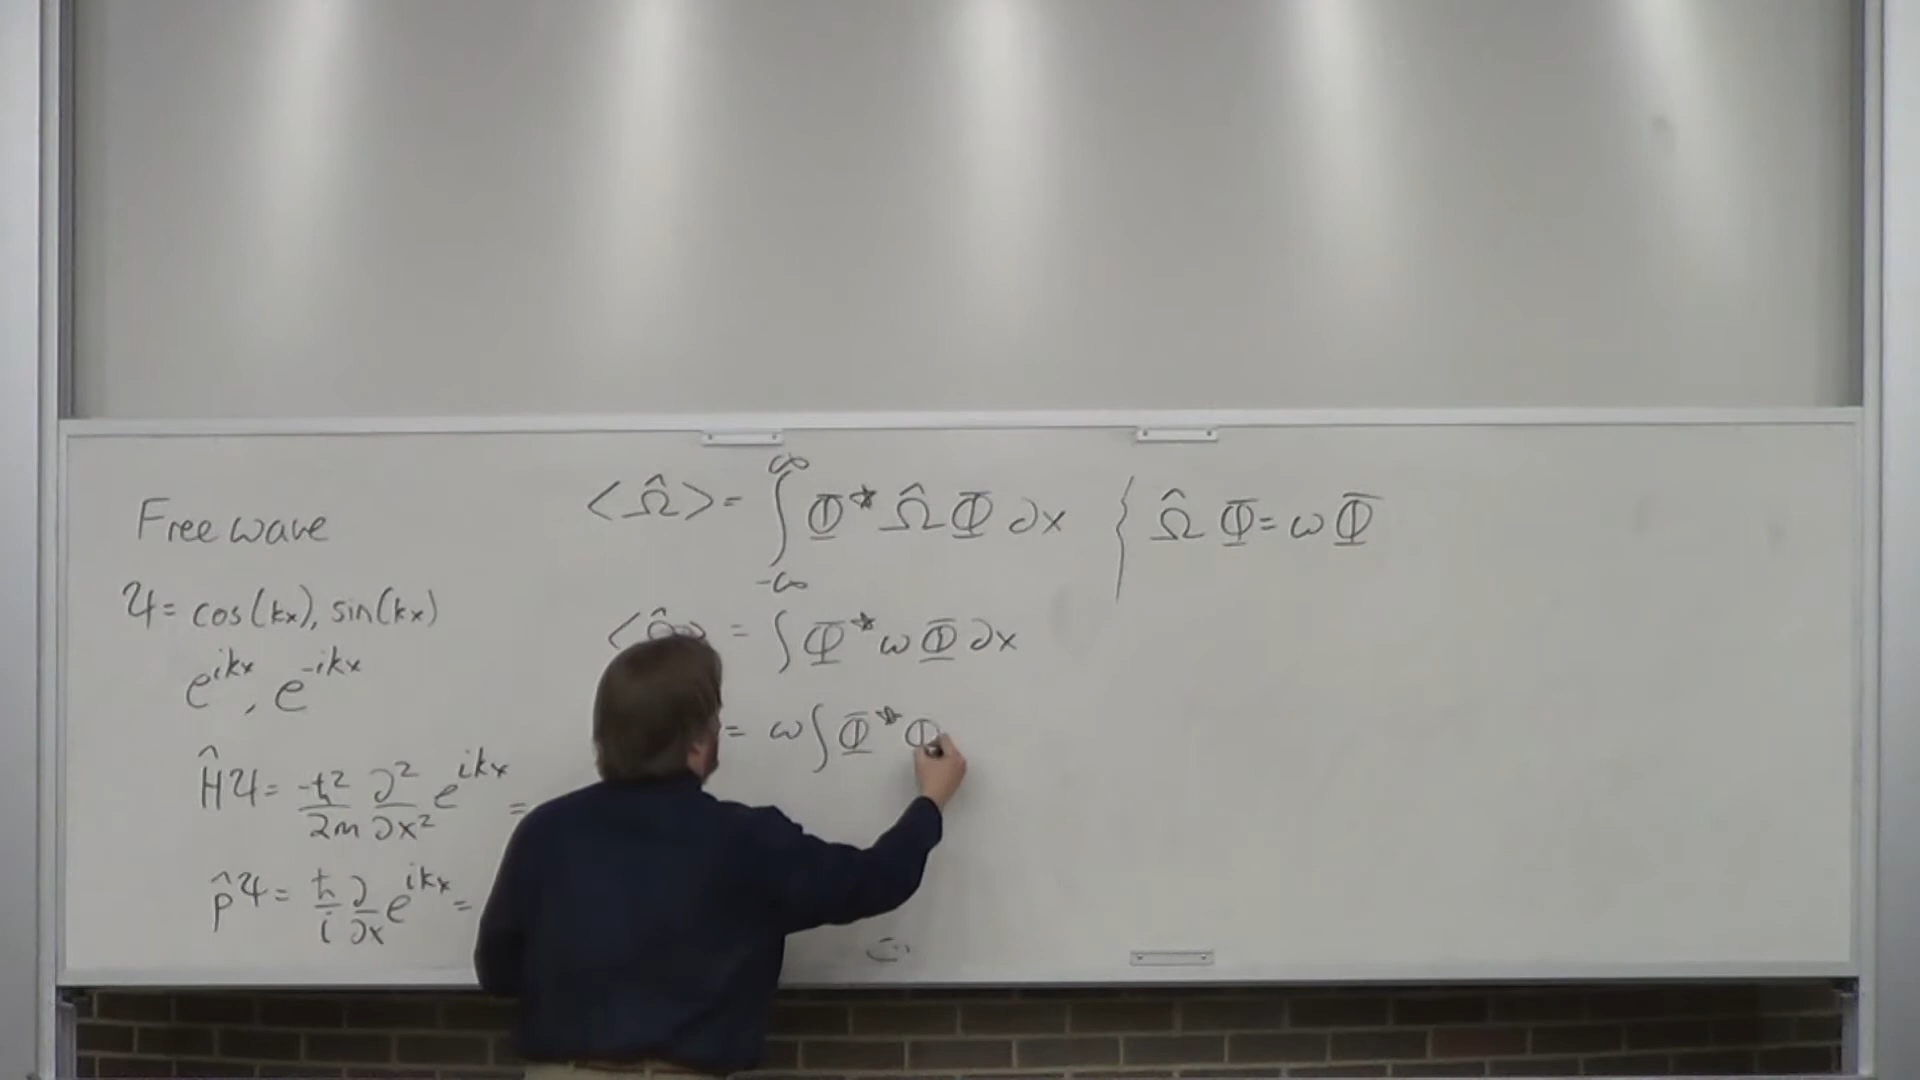 Free wave
Ψ = cos(kx), sin(kx)
e^{ikx}, e^{-ikx}
ĤΨ = -ħ²/2m ∂²/∂x² e^{ikx} =
p̂Ψ = ħ/i ∂/∂x e^{ikx} =
<Ω̂> = ∫_{-∞}^{∞} Φ* Ω̂ Φ ∂x { Ω̂ Φ = ω Φ
<Ω̂> = ∫ Φ* ω Φ ∂x
= ω ∫ Φ* Φ